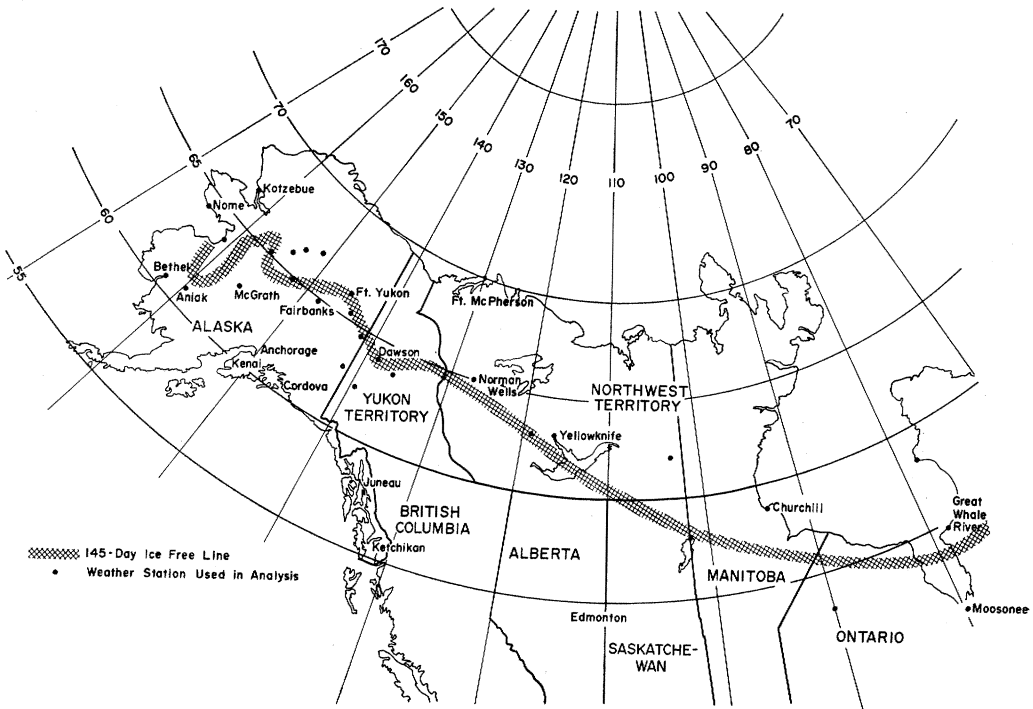 170
160
150
140
130
120
110
100
90
80
70
70
65
60
55
Kotzebue
Nome
Bethel
Aniak
McGrath
Fairbanks
Ft. Yukon
Ft. McPherson
ALASKA
Anchorage
Kenai
Cordova
Dawson
YUKON
TERRITORY
Norman
Wells
NORTHWEST
TERRITORY
Yellowknife
Juneau
BRITISH
COLUMBIA
Ketchikan
ALBERTA
Churchill
Great
Whale
River
MANITOBA
Moosonee
Edmonton
ONTARIO
SASKATCHE-
WAN
145-Day Ice Free Line
Weather Station Used in Analysis